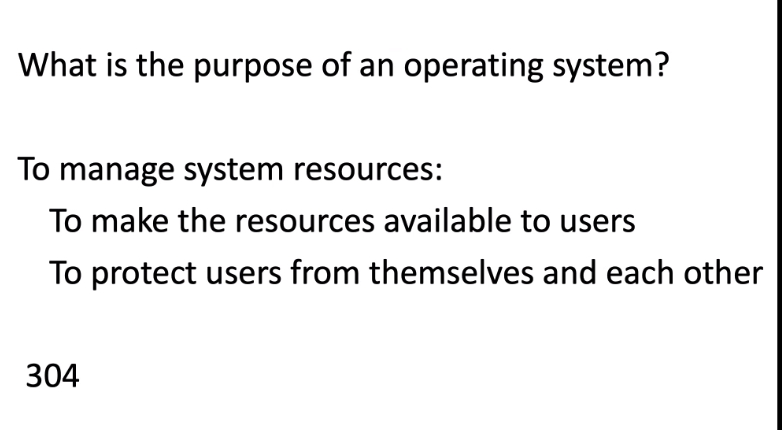 What is the purpose of an operating system?
To manage system resources:
To make the resources available to users
To protect users from themselves and each other
304